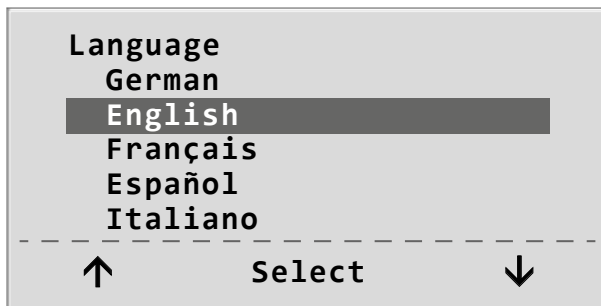 Language
German
English
Français
Español
Italiano
↑ Select ↓